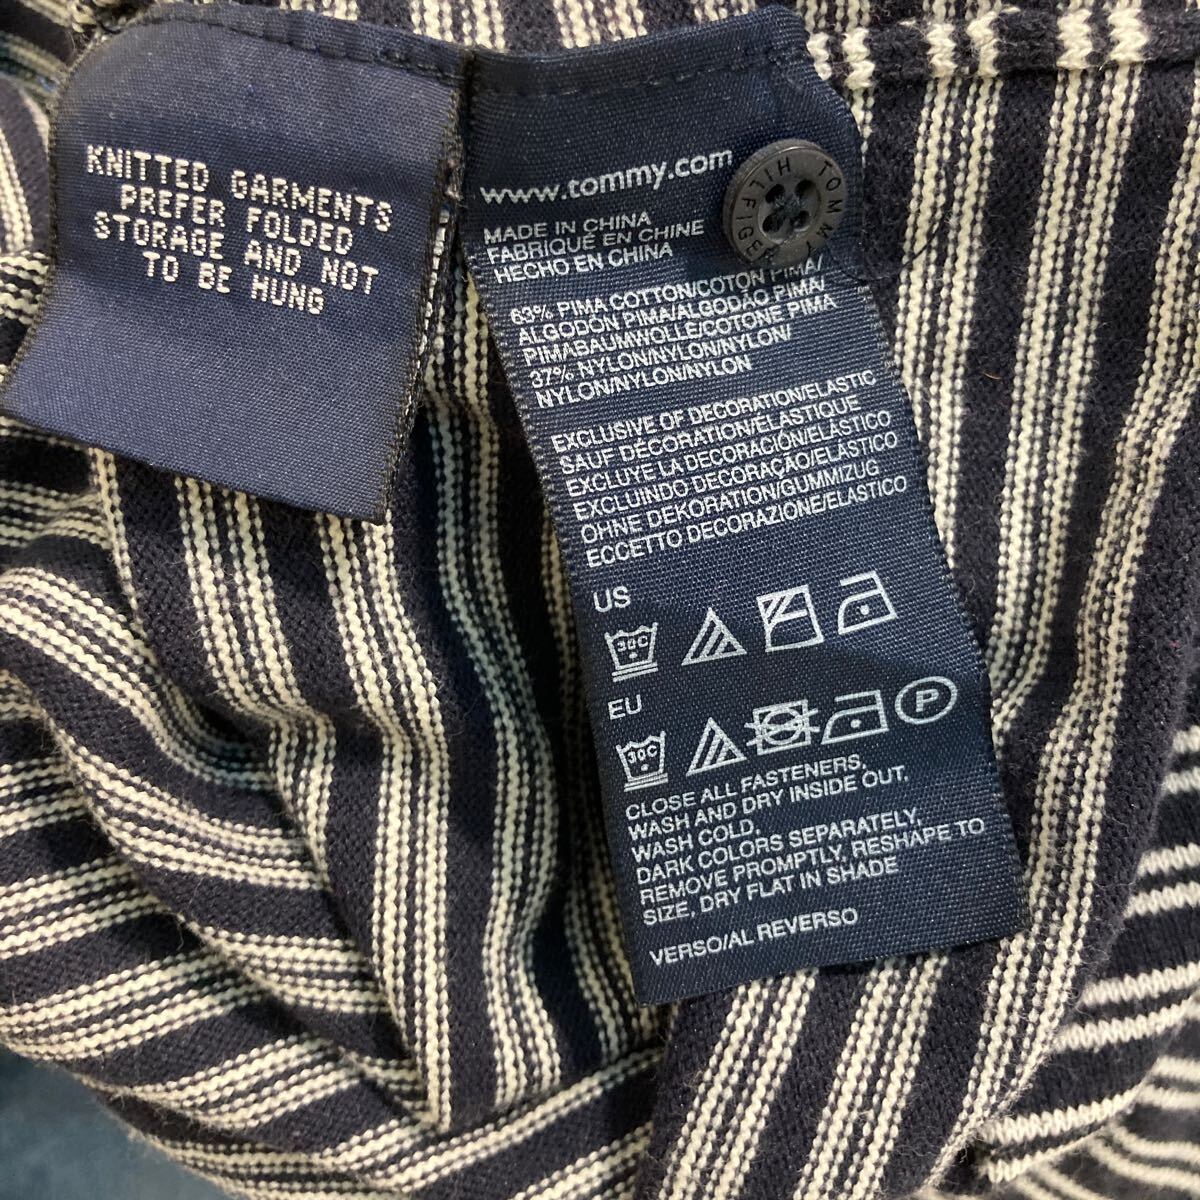 KNITTED GARMENTS
PREFER FOLDED
STORAGE AND NOT
TO BE HUNG
www.tommy.com
TOMMY HILFIGER
MADE IN CHINA
FABRIQUÉ EN CHINE
HECHO EN CHINA
63% PIMA COTTON/COTON PIMA/
ALGODÓN PIMA/ALGODÃO PIMA/
PIMABAUMWOLLE/COTONE PIMA
37% NYLON/NYLON/NYLON/
NYLON/NYLON/NYLON
EXCLUSIVE OF DECORATION/ELASTIC
SAUF DÉCORATION/ÉLASTIQUE
EXCLUYE LA DECORACIÓN/ELÁSTICO
EXCLUINDO DECORAÇÃO/ELÁSTICO
OHNE DEKORATION/GUMMIZUG
ECCETTO DECORAZIONE/ELASTICO
US
30C
EU
30C P
CLOSE ALL FASTENERS,
WASH AND DRY INSIDE OUT,
WASH COLD,
DARK COLORS SEPARATELY,
REMOVE PROMPTLY, RESHAPE TO
SIZE, DRY FLAT IN SHADE
VERSO/AL REVERSO